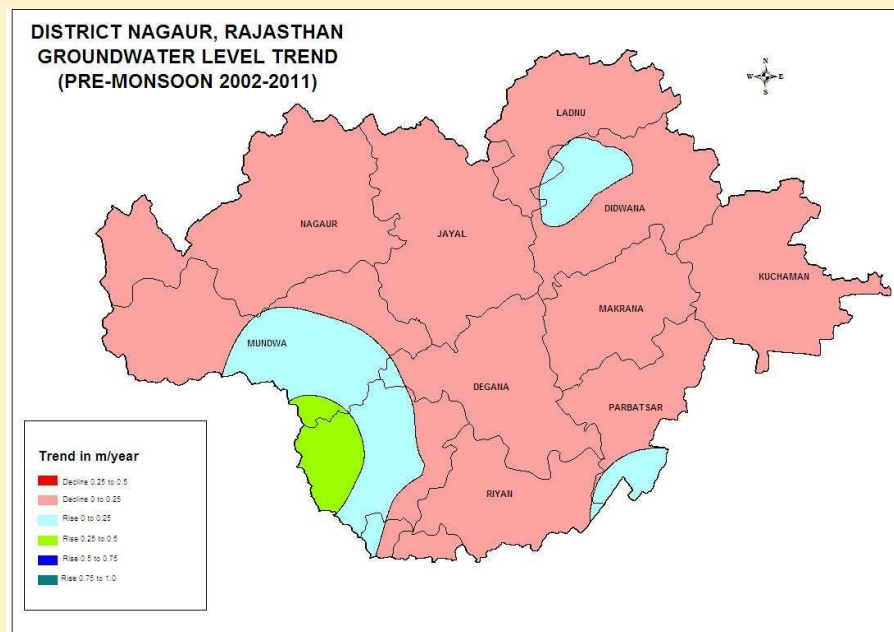 DISTRICT NAGAUR, RAJASTHAN
GROUNDWATER LEVEL TREND
(PRE-MONSOON 2002-2011)
N
W E
S
LADNU
NAGAUR
JAYAL
DIDWANA
KUCHAMAN
MAKRANA
MUNDWA
DEGANA
PARBATSAR
RIYAN
Trend in m/year
Decline 0.25 to 0.5
Decline 0 to 0.25
Rise 0 to 0.25
Rise 0.25 to 0.5
Rise 0.5 to 0.75
Rise 0.75 to 1.0